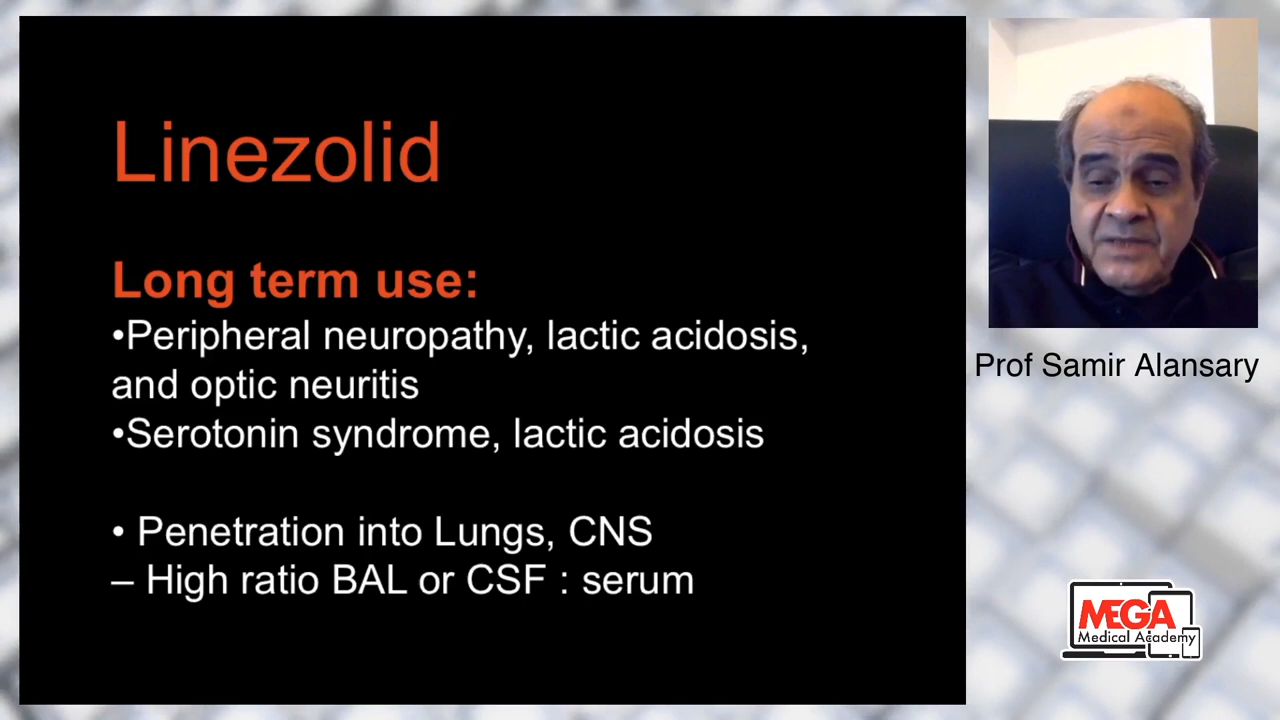 Linezolid
Long term use:
•Peripheral neuropathy, lactic acidosis,
and optic neuritis
•Serotonin syndrome, lactic acidosis
• Penetration into Lungs, CNS
– High ratio BAL or CSF : serum
Prof Samir Alansary
MEGA
Medical Academy